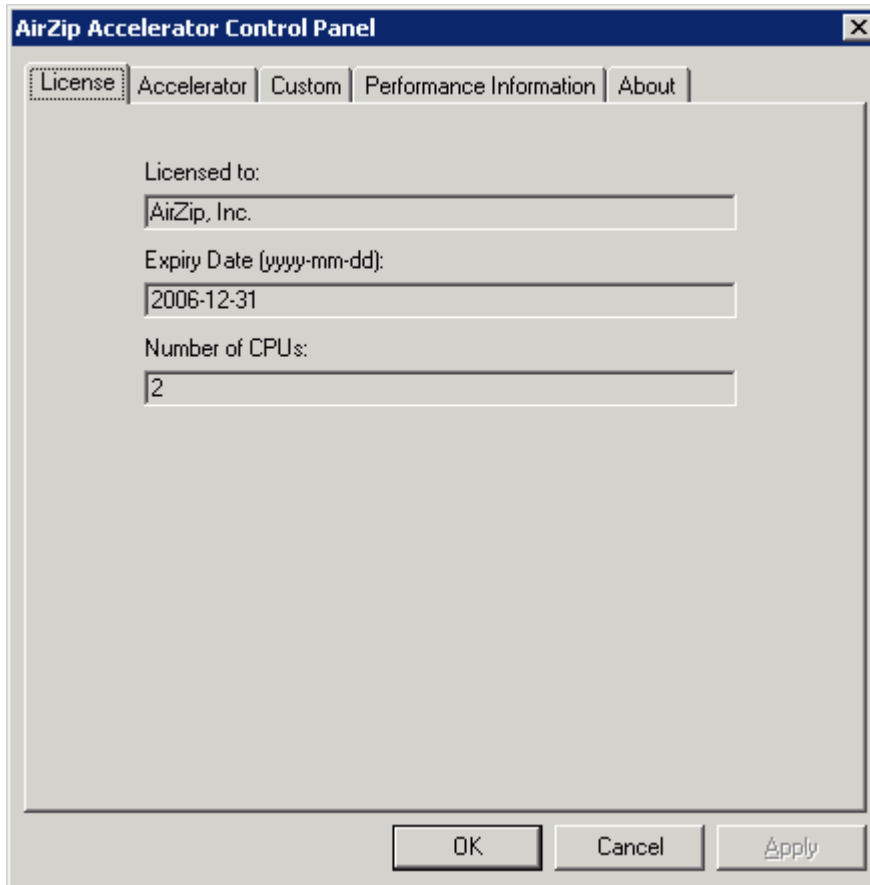 AirZip Accelerator Control Panel
License Accelerator Custom Performance Information About
Licensed to:
AirZip, Inc.
Expiry Date (yyyy-mm-dd):
2006-12-31
Number of CPUs:
2
OK Cancel Apply